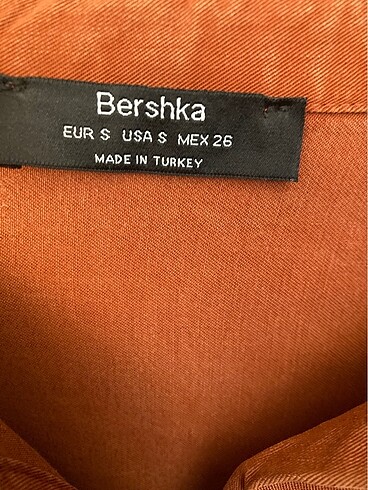 Bershka
EUR S USA S MEX 26
MADE IN TURKEY